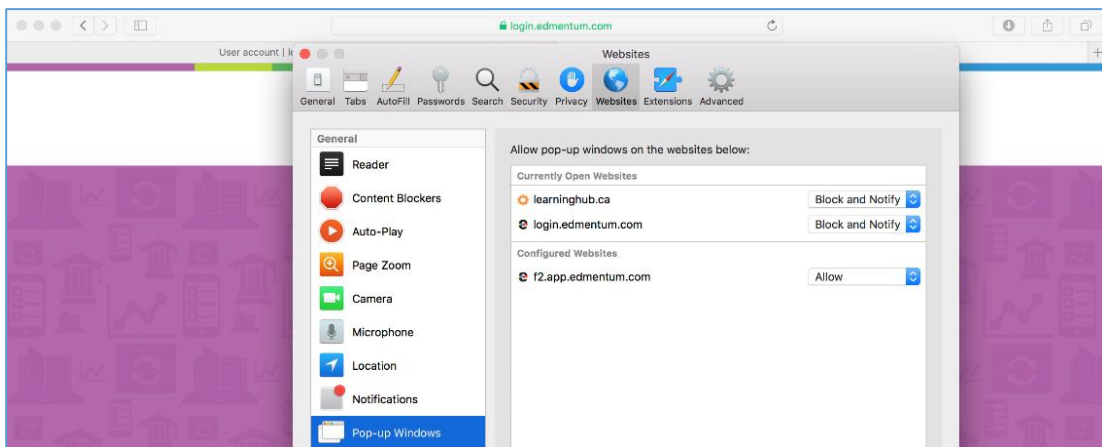 login.edmentum.com
User account | l
Websites
General Tabs AutoFill Passwords Search Security Privacy Websites Extensions Advanced
General
Reader
Content Blockers
Auto-Play
Page Zoom
Camera
Microphone
Location
Notifications
Pop-up Windows
Allow pop-up windows on the websites below:
Currently Open Websites
learninghub.ca Block and Notify
login.edmentum.com Block and Notify
Configured Websites
f2.app.edmentum.com Allow